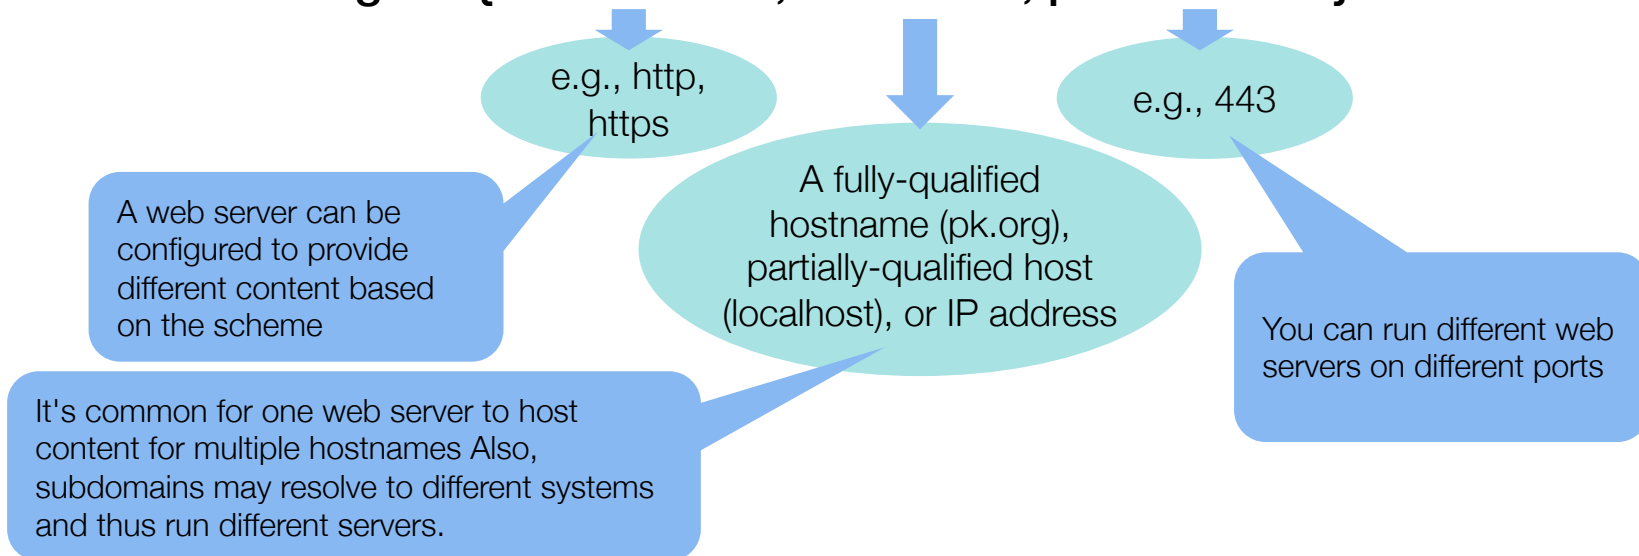 e.g., http,
https
e.g., 443
A fully-qualified
hostname (pk.org),
partially-qualified host
(localhost), or IP address
A web server can be
configured to provide
different content based
on the scheme
You can run different web
servers on different ports
It's common for one web server to host
content for multiple hostnames Also,
subdomains may resolve to different systems
and thus run different servers.